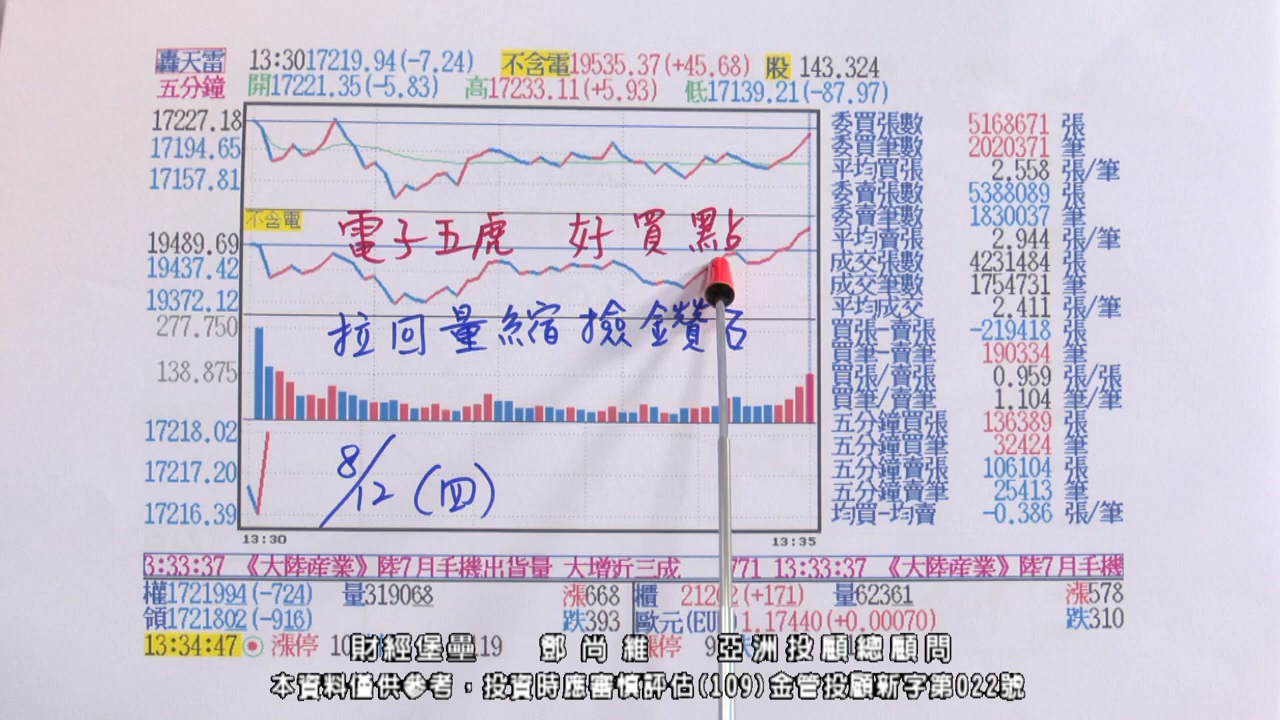 轟天雷 13:30 17219.94(-7.24) 不含電19535.37(+45.68) 股 143.324
五分鐘 開17221.35(-5.83) 高17233.11(+5.93) 低17139.21(-87.97)
17227.18
17194.65
17157.81
不含電
19489.69
19437.42
19372.12
277.750
138.875
17218.02
17217.20
17216.39
電子五虎 好買點
拉回量縮撿鑽石
8/12 (四)
13:30 13:35
委買張數 5168671 張
委買筆數 2020371 筆
平均買張 2.558 張/筆
委賣張數 5388089 張
委賣筆數 1830037 筆
平均賣張 2.944 張/筆
成交張數 4231484 張
成交筆數 1754731 筆
平均成交 2.411 張/筆
買張-賣張 -219418 張
買筆-賣筆 190334 筆
買張/賣張 0.959 張/張
買筆/賣筆 1.104 筆/筆
五分鐘買張 136389 張
五分鐘買筆 32424 筆
五分鐘賣張 106104 張
五分鐘賣筆 25413 筆
均買-均賣 -0.386 張/筆
3:33:37 《大陸産業》陸7月手機出貨量 大增近三成 771 13:33:37 《大陸産業》陸7月手機
權1721994(-724) 量319068 漲668 櫃 (+171) 量62361 漲578
領1721802(-916) 跌393 歐元(EU 1.17440(+0.00070) 跌310
13:34:47 漲停
財經堡壘 鄧尚維 亞洲投顧總顧問
本資料僅供參考，投資時應審慎評估(109)金管投顧新字第022號